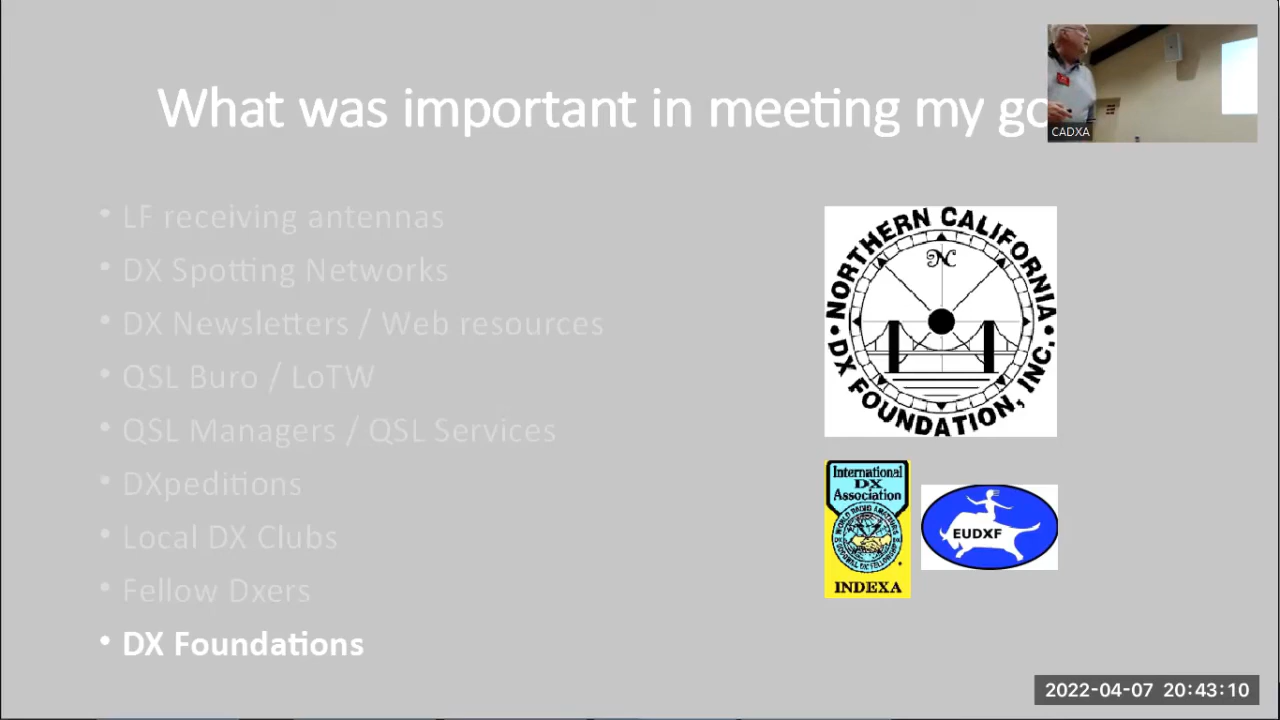 What was important in meeting my go
CADXA
• LF receiving antennas
• DX Spotting Networks
• DX Newsletters / Web resources
• QSL Buro / LoTW
• QSL Managers / QSL Services
• DXpeditions
• Local DX Clubs
• Fellow Dxers
• DX Foundations
NORTHERN CALIFORNIA
N
• DX FOUNDATION, INC. •
International
DX
Association
INDEXA
EUDXF
2022-04-07 20:43:10